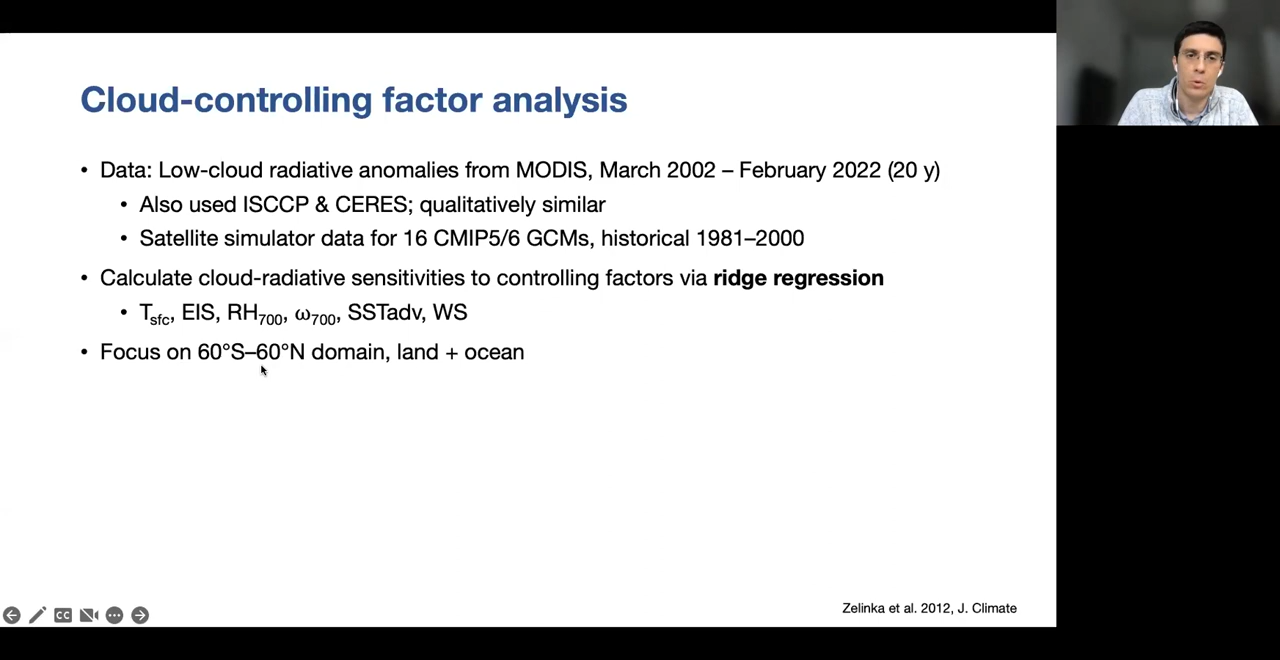 Cloud-controlling factor analysis
• Data: Low-cloud radiative anomalies from MODIS, March 2002 – February 2022 (20 y)
• Also used ISCCP & CERES; qualitatively similar
• Satellite simulator data for 16 CMIP5/6 GCMs, historical 1981–2000
• Calculate cloud-radiative sensitivities to controlling factors via ridge regression
• Tsfc, EIS, RH700, ω700, SSTadv, WS
• Focus on 60°S–60°N domain, land + ocean
Zelinka et al. 2012, J. Climate
CC